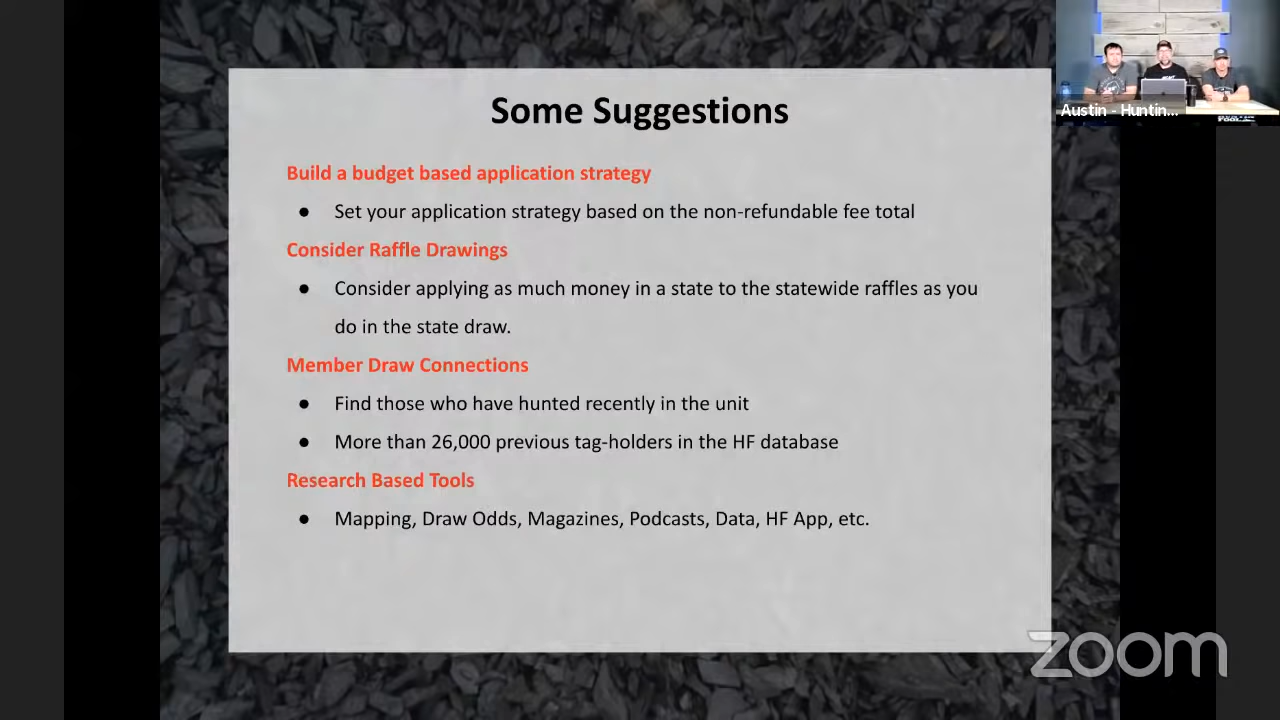 Some Suggestions
Austin - Huntin...
Build a budget based application strategy
● Set your application strategy based on the non-refundable fee total
Consider Raffle Drawings
● Consider applying as much money in a state to the statewide raffles as you
do in the state draw.
Member Draw Connections
● Find those who have hunted recently in the unit
● More than 26,000 previous tag-holders in the HF database
Research Based Tools
● Mapping, Draw Odds, Magazines, Podcasts, Data, HF App, etc.
zoom